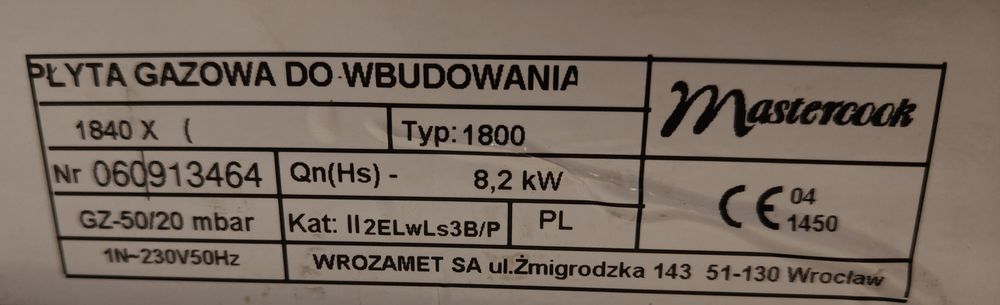 PŁYTA GAZOWA DO WBUDOWANIA
Mastercook
1840 X (
Typ: 1800
Nr 060913464
Qn(Hs) - 8,2 kW
CE 04
1450
GZ-50/20 mbar
Kat: II2ELwLs3B/P
PL
1N~230V50Hz
WROZAMET SA ul.Żmigrodzka 143 51-130 Wrocław